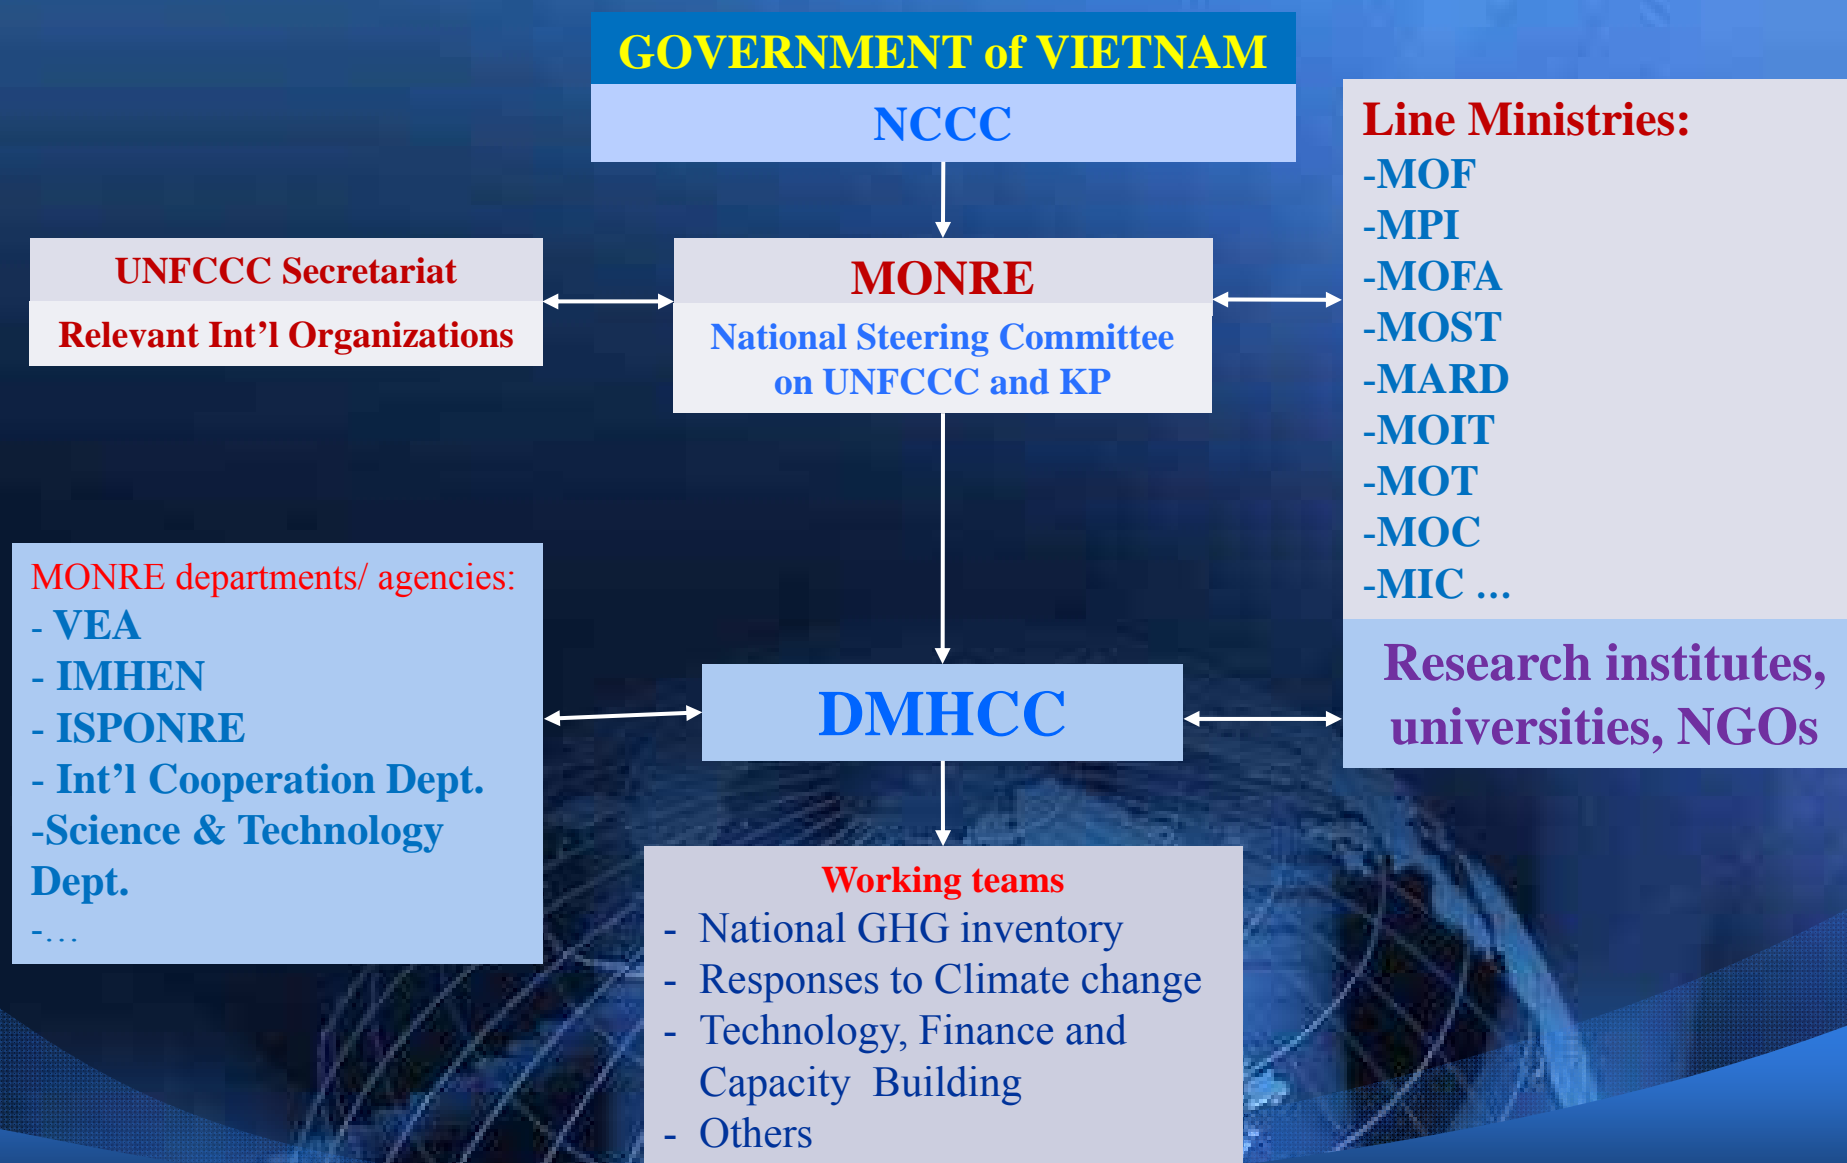 GOVERNMENT of VIETNAM
NCCC
UNFCCC Secretariat
Relevant Int’l Organizations
MONRE
National Steering Committee
on UNFCCC and KP
Line Ministries:
-MOF
-MPI
-MOFA
-MOST
-MARD
-MOIT
-MOT
-MOC
-MIC ...
Research institutes,
universities, NGOs
MONRE departments/ agencies:
- VEA
- IMHEN
- ISPONRE
- Int’l Cooperation Dept.
-Science & Technology
Dept.
-…
DMHCC
Working teams
- National GHG inventory
- Responses to Climate change
- Technology, Finance and
Capacity Building
- Others